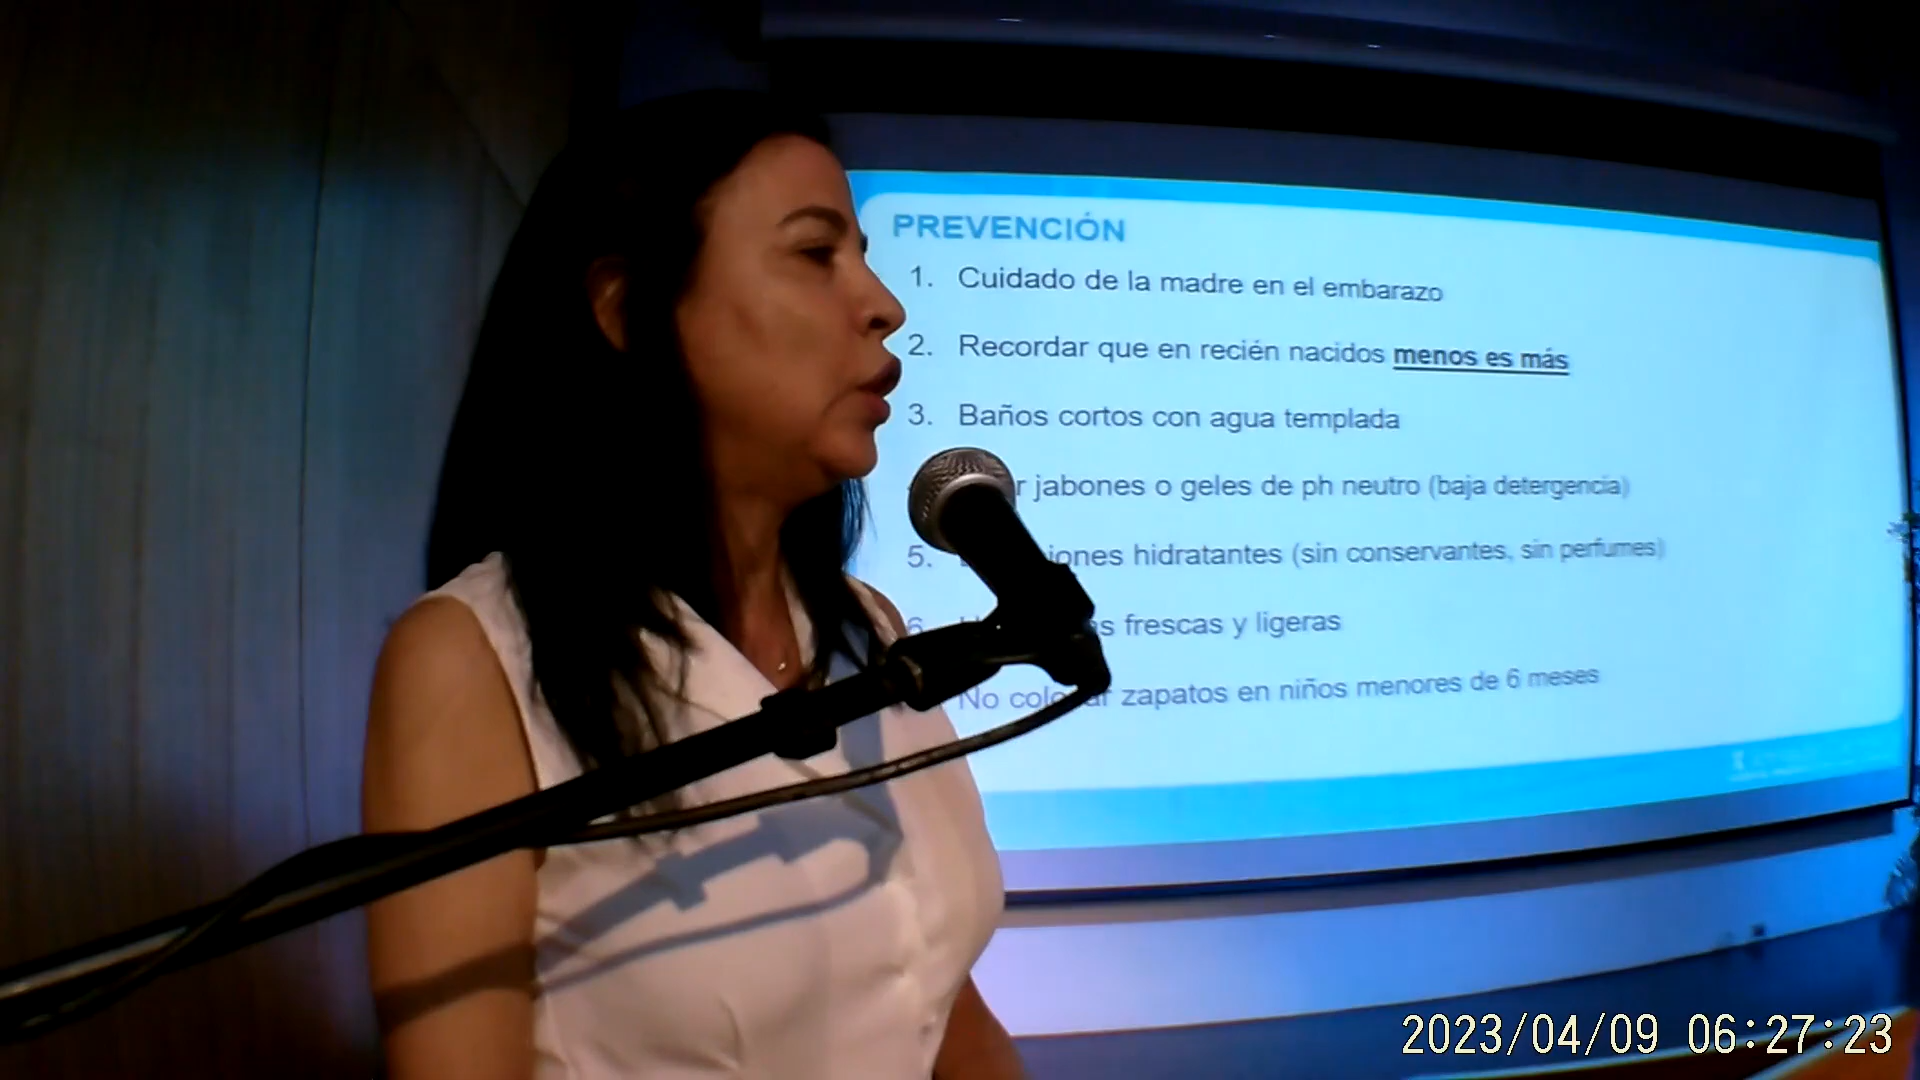 PREVENCIÓN
1. Cuidado de la madre en el embarazo
2. Recordar que en recién nacidos menos es más
3. Baños cortos con agua templada
jabones o geles de ph neutro (baja detergencia)
5. hidratantes (sin conservantes, sin perfumes)
6. frescas y ligeras
No zapatos en niños menores de 6 meses
2023/04/09 06:27:23